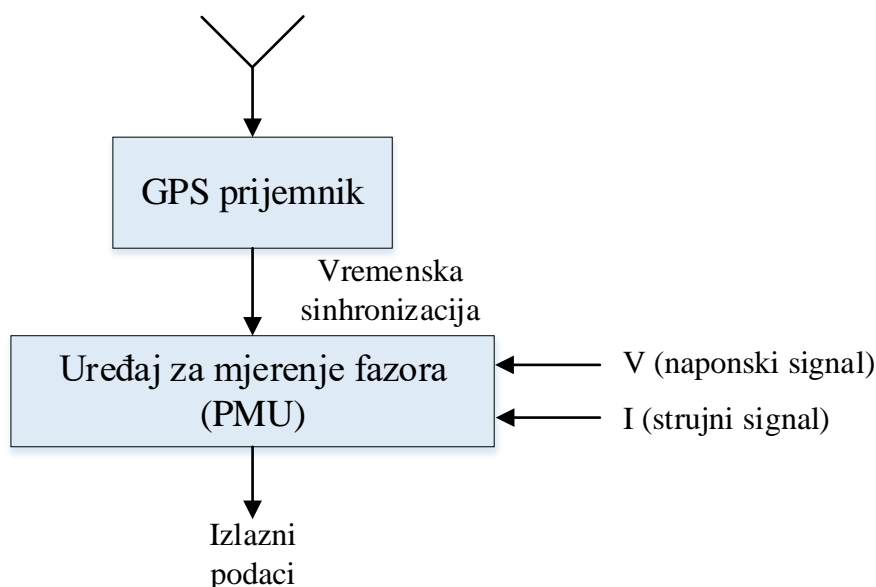 GPS prijemnik
Vremenska
sinhronizacija
Uređaj za mjerenje fazora
(PMU)
V (naponski signal)
I (strujni signal)
Izlazni
podaci